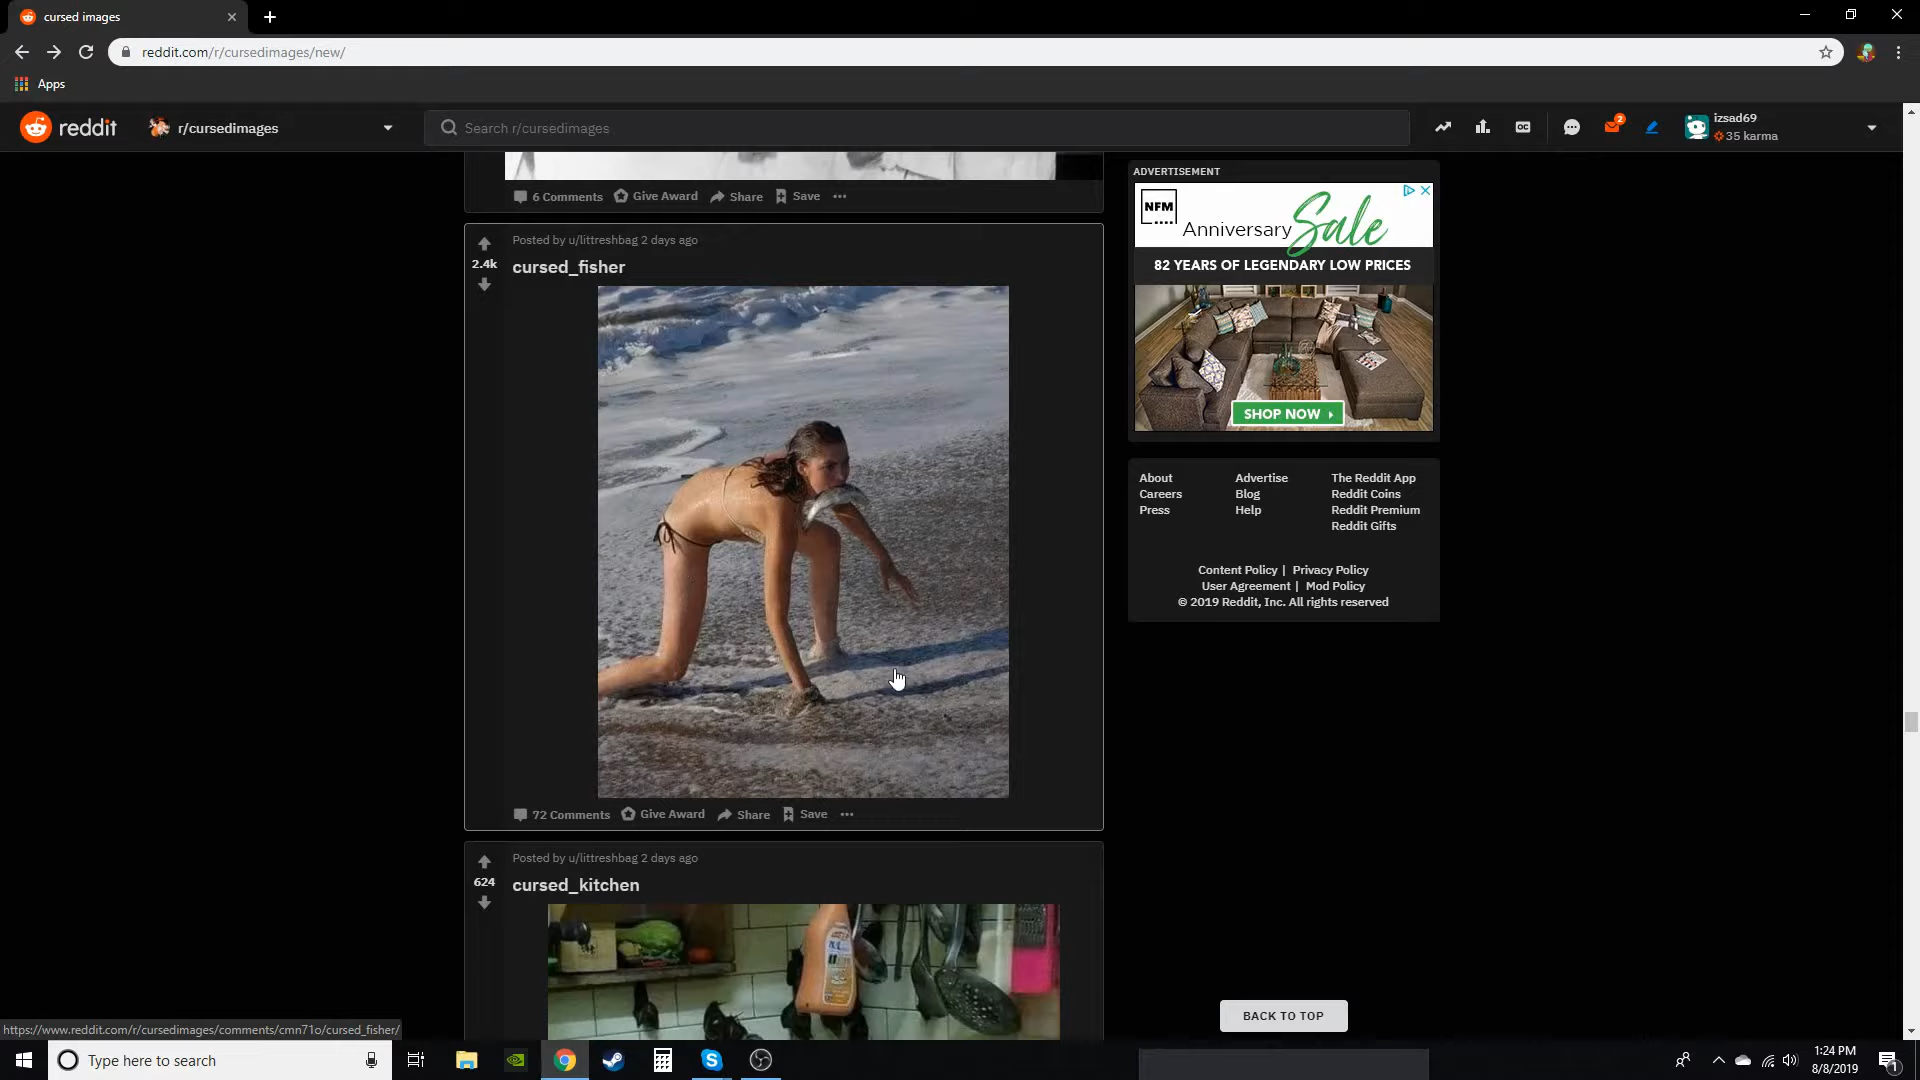 cursed images
reddit.com/r/cursedimages/new/
Apps
reddit
r/cursedimages
Search r/cursedimages
OC
2
izsad69
35 karma
6 Comments
Give Award
Share
Save
Posted by u/littreshbag 2 days ago
2.4k
cursed_fisher
72 Comments
Give Award
Share
Save
Posted by u/littreshbag 2 days ago
624
cursed_kitchen
ADVERTISEMENT
NFM
Anniversary Sale
82 YEARS OF LEGENDARY LOW PRICES
SHOP NOW
About
Advertise
The Reddit App
Careers
Blog
Reddit Coins
Press
Help
Reddit Premium
Reddit Gifts
Content Policy | Privacy Policy
User Agreement | Mod Policy
© 2019 Reddit, Inc. All rights reserved
BACK TO TOP
https://www.reddit.com/r/cursedimages/comments/cmn71o/cursed_fisher/
Type here to search
1:24 PM
8/8/2019
1